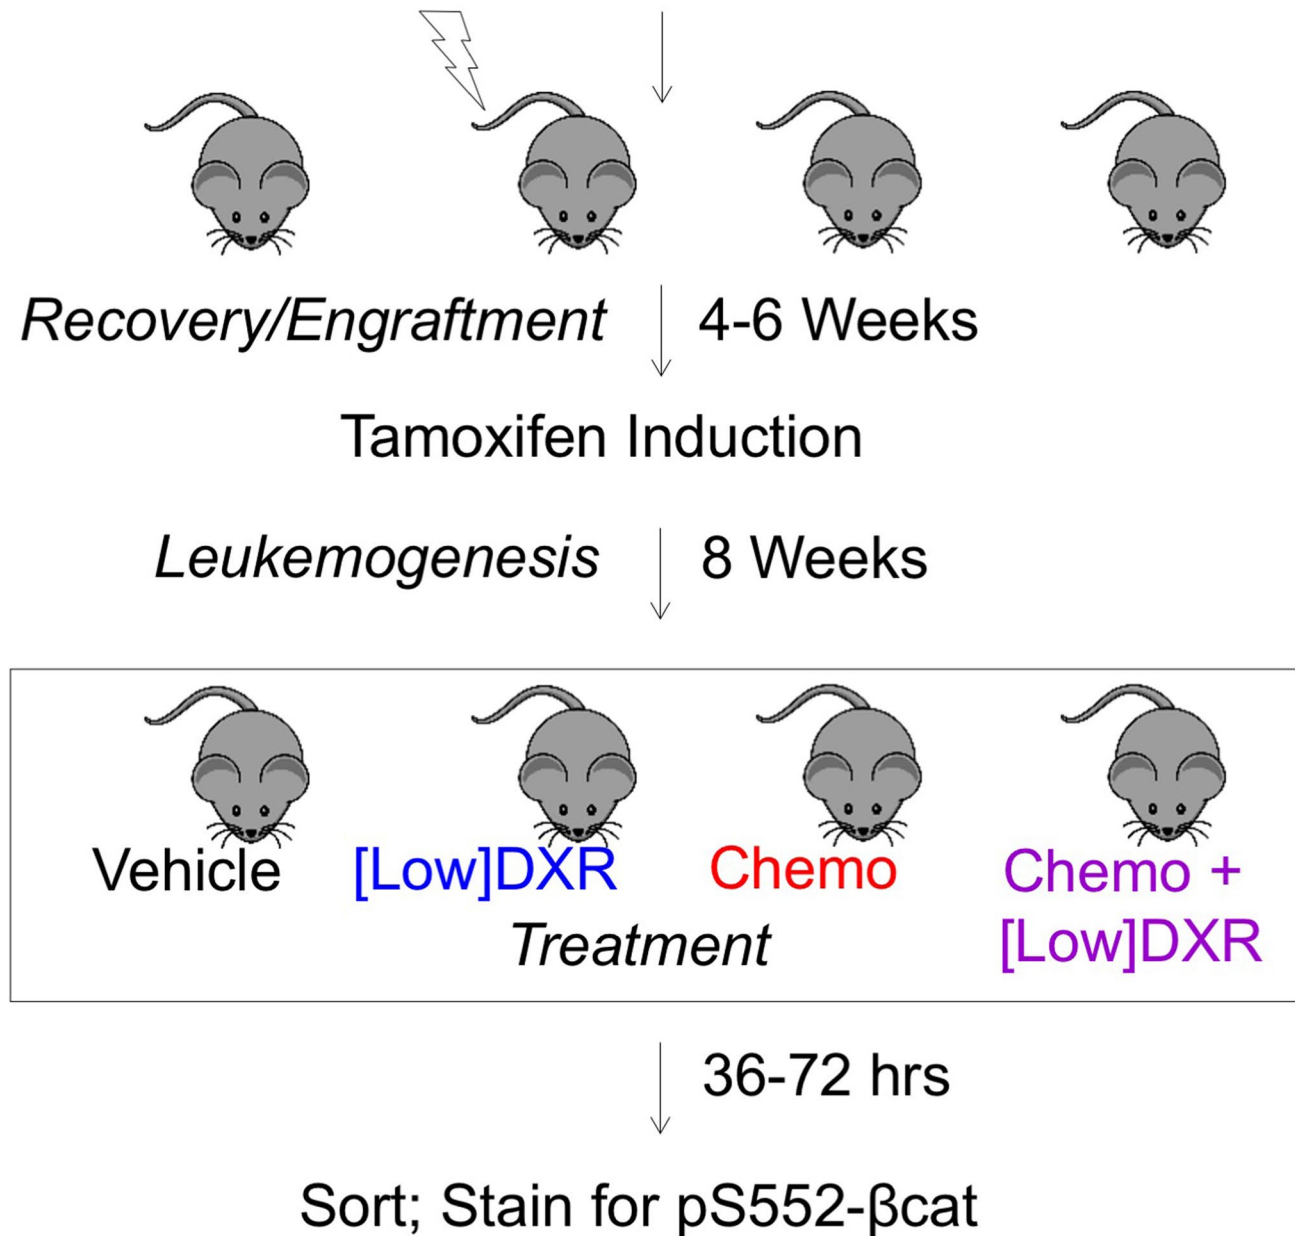 Recovery/Engraftment 4-6 Weeks
Tamoxifen Induction
Leukemogenesis 8 Weeks
Vehicle [Low]DXR Chemo Chemo +
[Low]DXR
Treatment
36-72 hrs
Sort; Stain for pS552-βcat